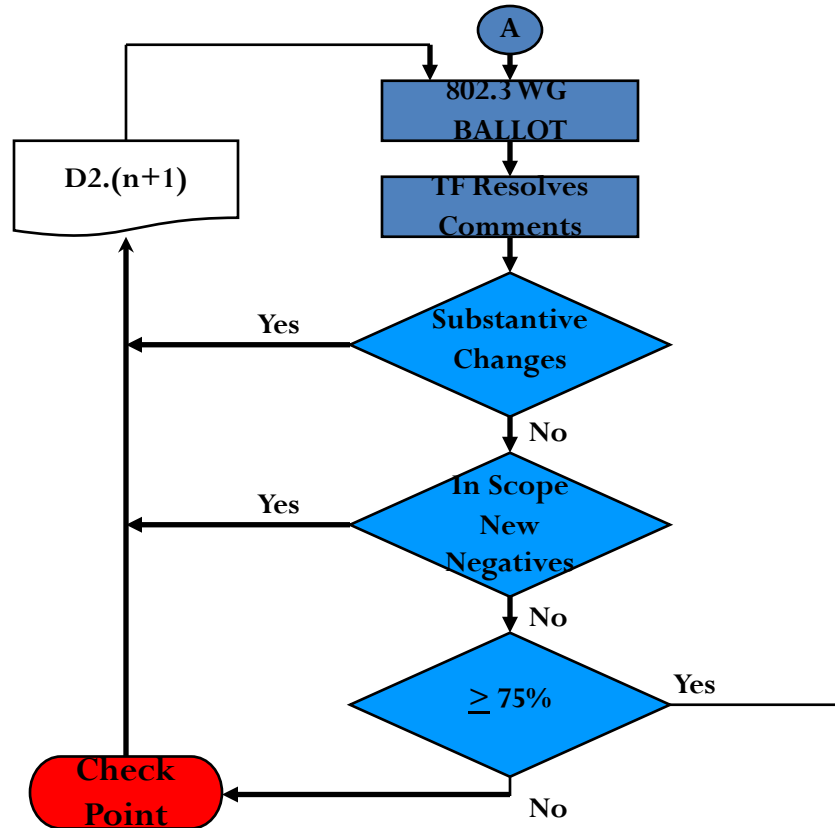 A
802.3 WG
BALLOT
D2.(n+1)
TF Resolves
Comments
Yes
Substantive
Changes
No
Yes
In Scope
New
Negatives
No
≥ 75%
Yes
Check
Point
No